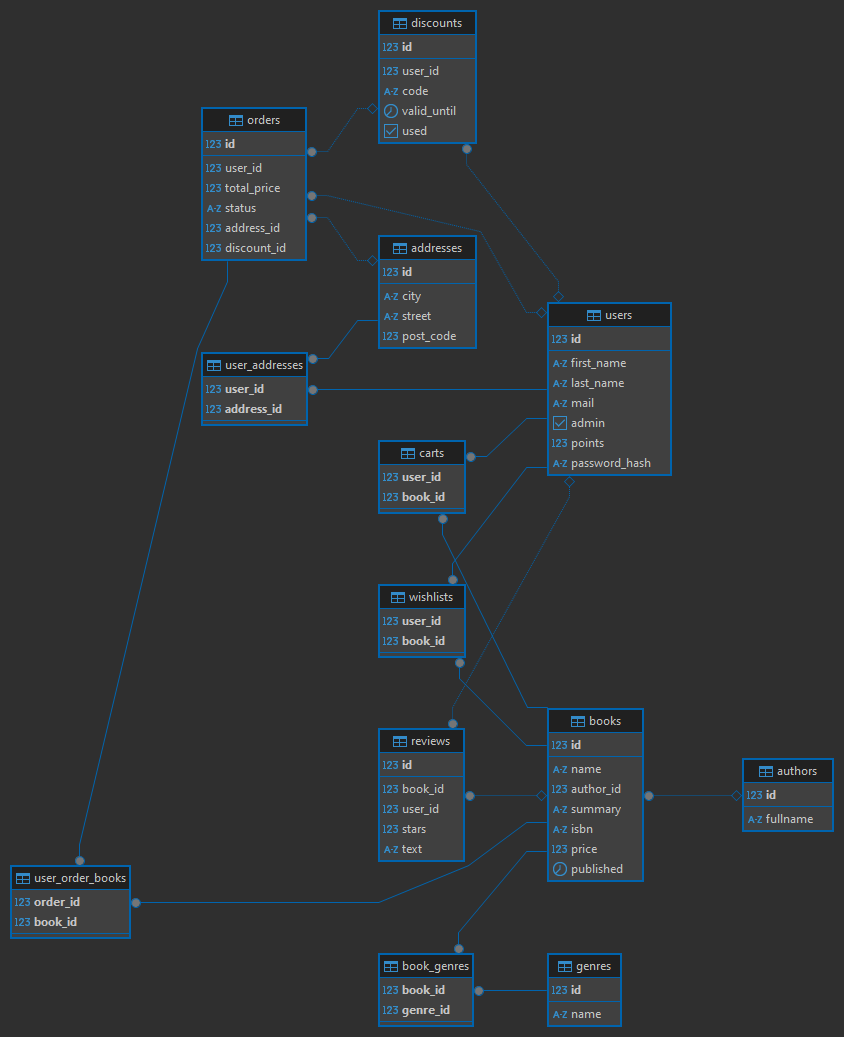 discounts
123 id
123 user_id
A-Z code
valid_until
used
orders
123 id
123 user_id
123 total_price
A-Z status
123 address_id
123 discount_id
addresses
123 id
A-Z city
A-Z street
123 post_code
users
123 id
A-Z first_name
A-Z last_name
A-Z mail
admin
123 points
A-Z password_hash
user_addresses
123 user_id
123 address_id
carts
123 user_id
123 book_id
wishlists
123 user_id
123 book_id
reviews
123 id
123 book_id
123 user_id
123 stars
A-Z text
books
123 id
A-Z name
123 author_id
A-Z summary
A-Z isbn
123 price
published
authors
123 id
A-Z fullname
user_order_books
123 order_id
123 book_id
book_genres
123 book_id
123 genre_id
genres
123 id
A-Z name